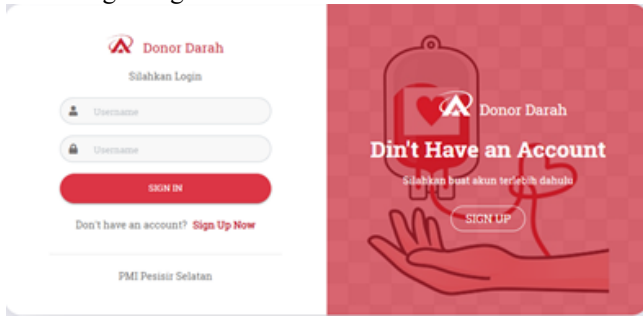 Donor Darah
Silahkan Login
Username
Username
SIGN IN
Don't have an account? Sign Up Now
PMI Pesisir Selatan
Donor Darah
Din't Have an Account
Silahkan buat akun terlebih dahulu
SIGN UP